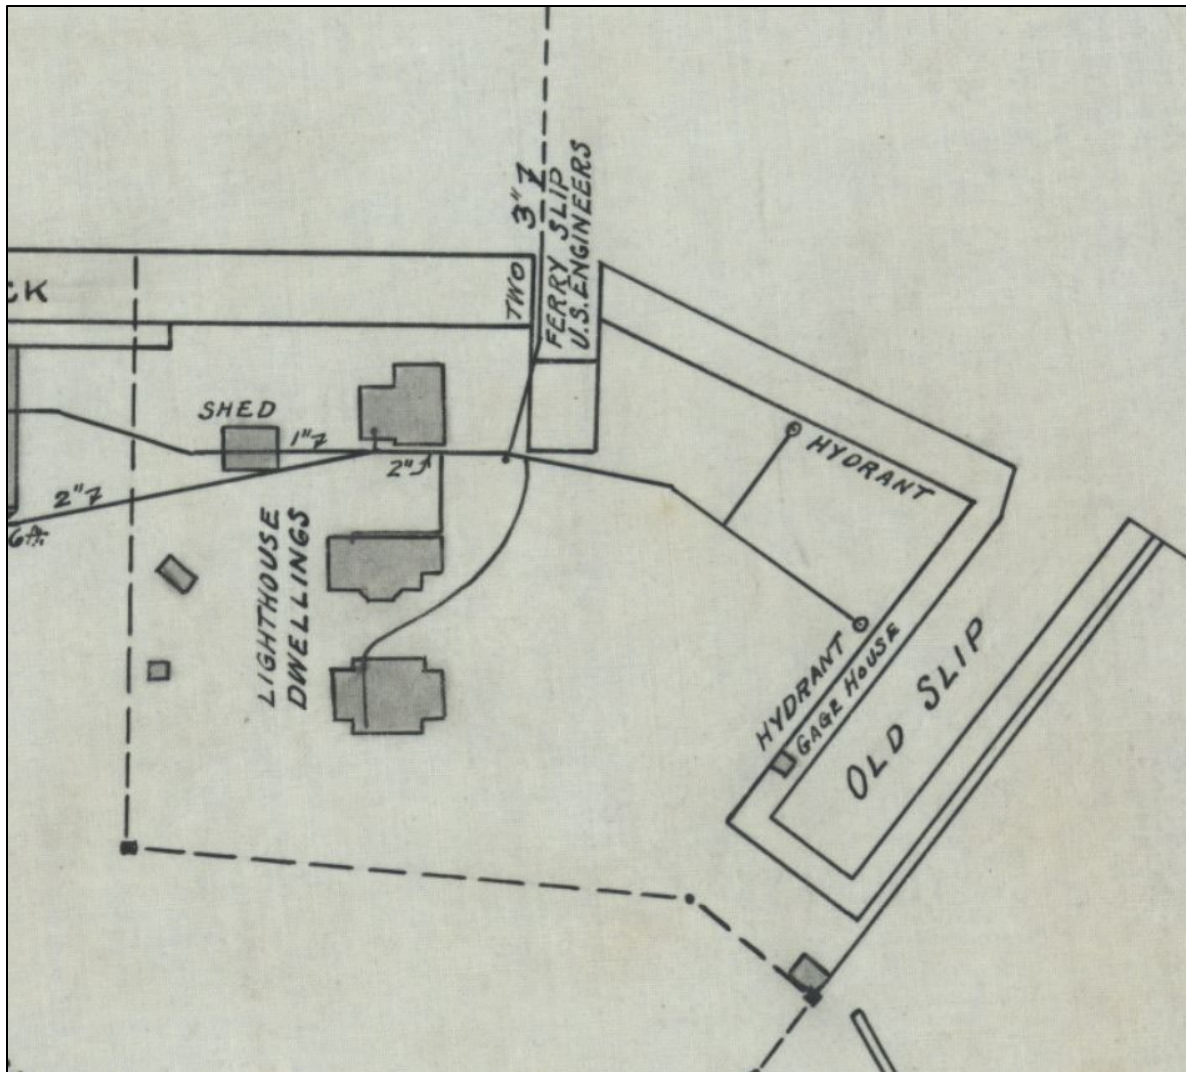 3"
TWO
FERRY SLIP
U.S. ENGINEERS
CK
SHED
1"
2"
2"
LIGHTHOUSE
DWELLINGS
HYDRANT
HYDRANT
GAGE HOUSE
OLD SLIP